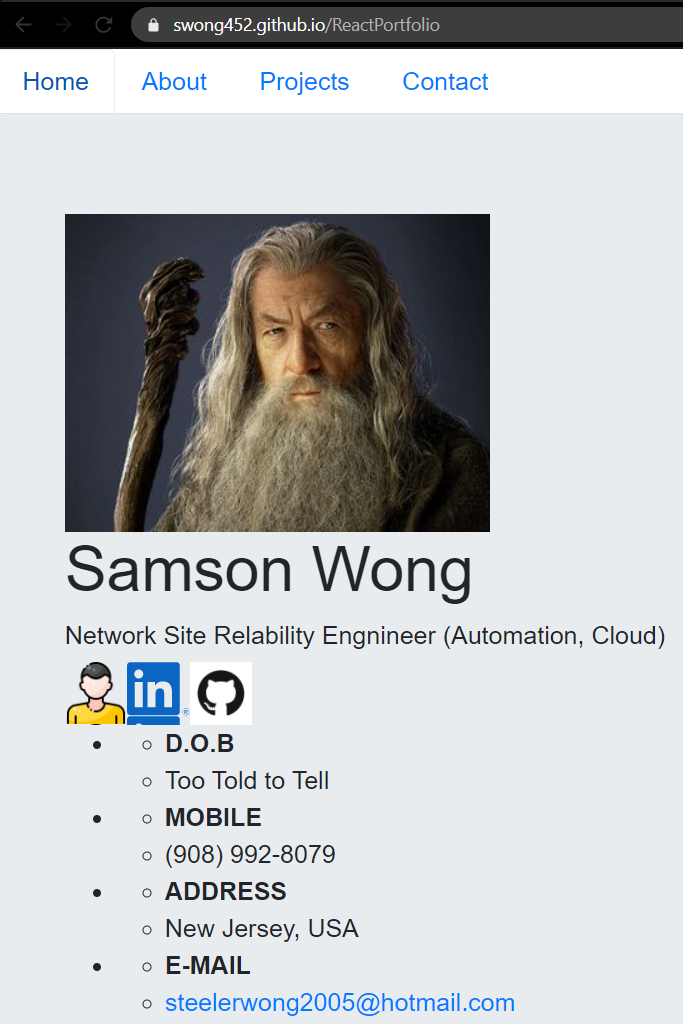 swong452.github.io/ReactPortfolio
Home About Projects Contact
Samson Wong
Network Site Relability Engnineer (Automation, Cloud)
in ®
D.O.B
Too Told to Tell
MOBILE
(908) 992-8079
ADDRESS
New Jersey, USA
E-MAIL
steelerwong2005@hotmail.com